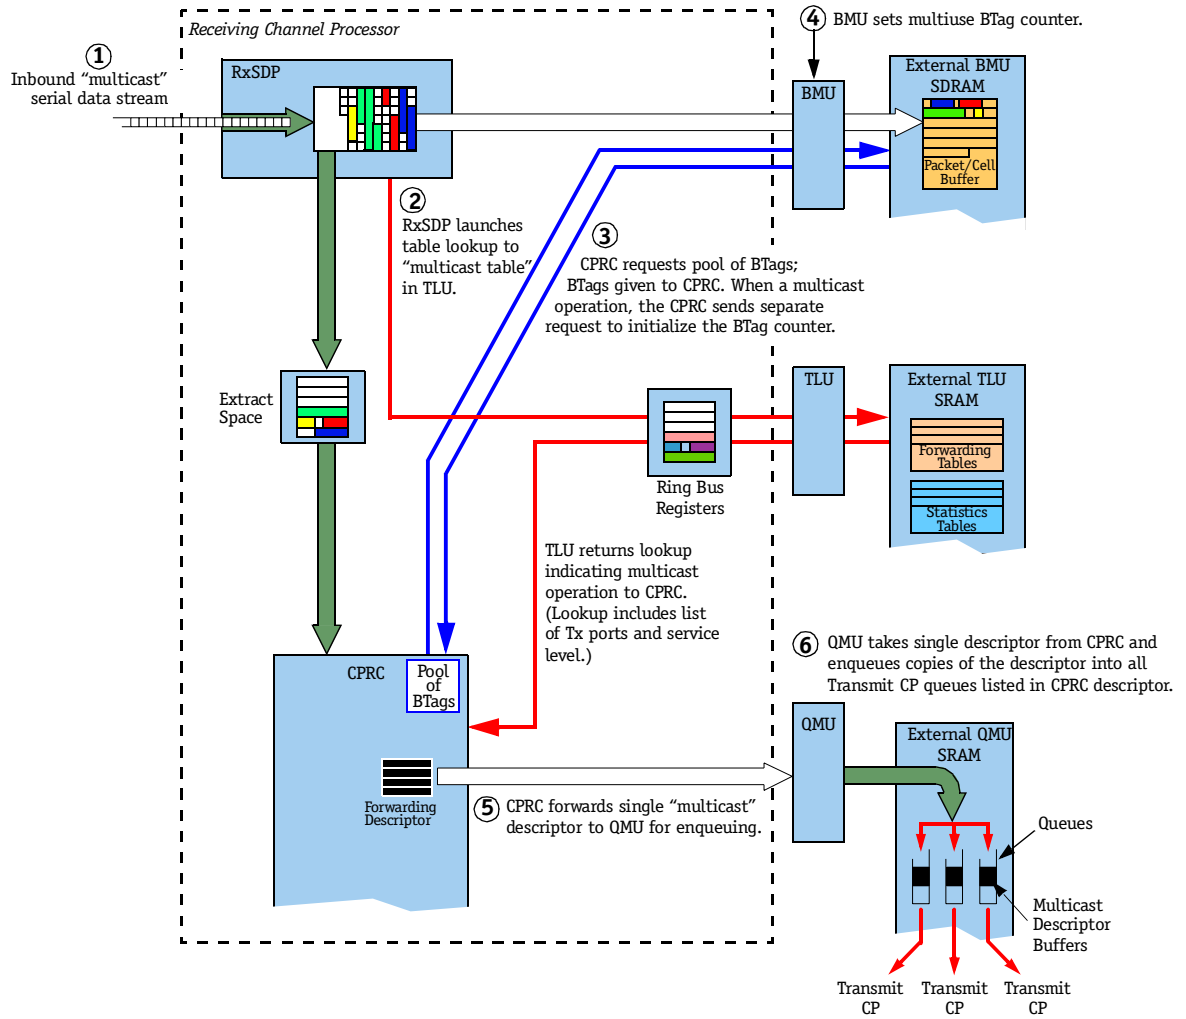 Receiving Channel Processor
1
Inbound “multicast”
serial data stream
RxSDP
4
BMU sets multiuse BTag counter.
BMU
External BMU
SDRAM
Packet/Cell
Buffer
2
RxSDP launches
table lookup to
“multicast table”
in TLU.
3
CPRC requests pool of BTags;
BTags given to CPRC. When a multicast
operation, the CPRC sends separate
request to initialize the BTag counter.
Extract
Space
Ring Bus
Registers
TLU
External TLU
SRAM
Forwarding
Tables
Statistics
Tables
TLU returns lookup
indicating multicast
operation to CPRC.
(Lookup includes list
of Tx ports and service
level.)
CPRC
Pool
of
BTags
Forwarding
Descriptor
5
CPRC forwards single “multicast”
descriptor to QMU for enqueuing.
6
QMU takes single descriptor from CPRC and
enqueues copies of the descriptor into all
Transmit CP queues listed in CPRC descriptor.
QMU
External QMU
SRAM
Queues
Multicast
Descriptor
Buffers
Transmit
CP
Transmit
CP
Transmit
CP